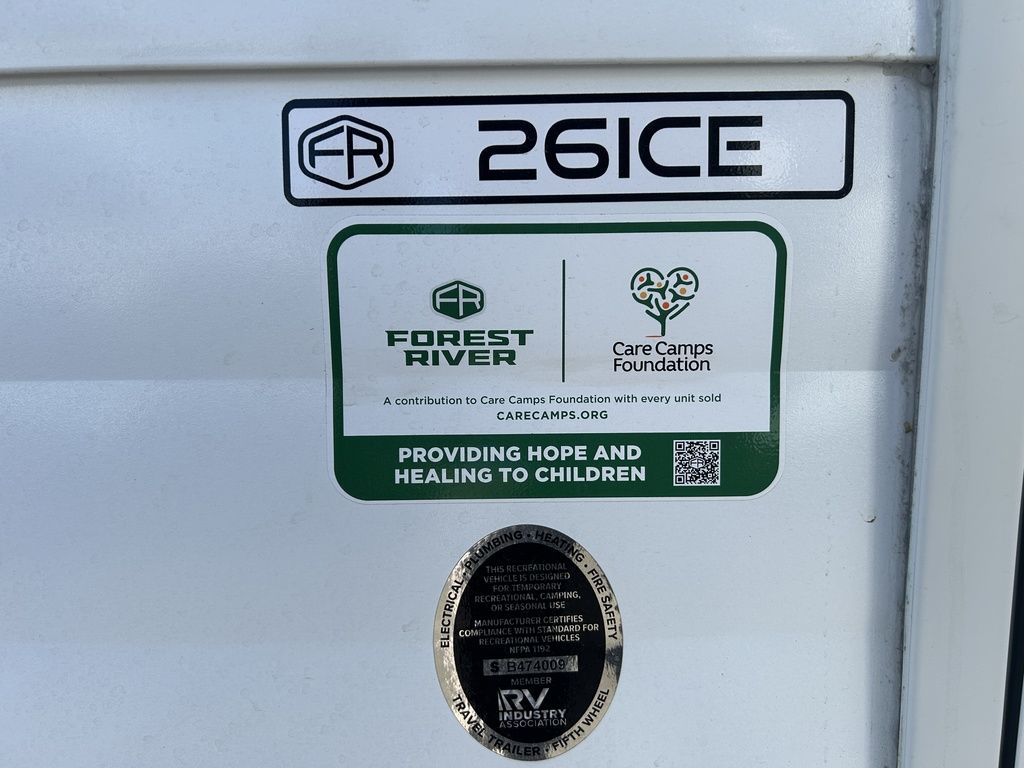 FR 26ICE
FR
FOREST
RIVER
Care Camps
Foundation
A contribution to Care Camps Foundation with every unit sold
CARECAMPS.ORG
PROVIDING HOPE AND
HEALING TO CHILDREN
ELECTRICAL · PLUMBING · HEATING · FIRE SAFETY
THIS RECREATIONAL
VEHICLE IS DESIGNED
FOR TEMPORARY
RECREATIONAL, CAMPING,
OR SEASONAL USE
MANUFACTURER CERTIFIES
COMPLIANCE WITH STANDARD FOR
RECREATIONAL VEHICLES
NFPA 1192
S B474009
MEMBER
RV
INDUSTRY
ASSOCIATION
TRAVEL TRAILER · FIFTH WHEEL